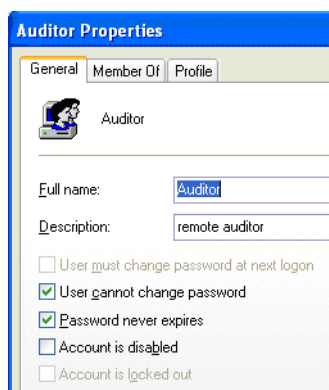 Auditor Properties
General Member Of Profile
Auditor
Full name: Auditor
Description: remote auditor
User must change password at next logon
User cannot change password
Password never expires
Account is disabled
Account is locked out